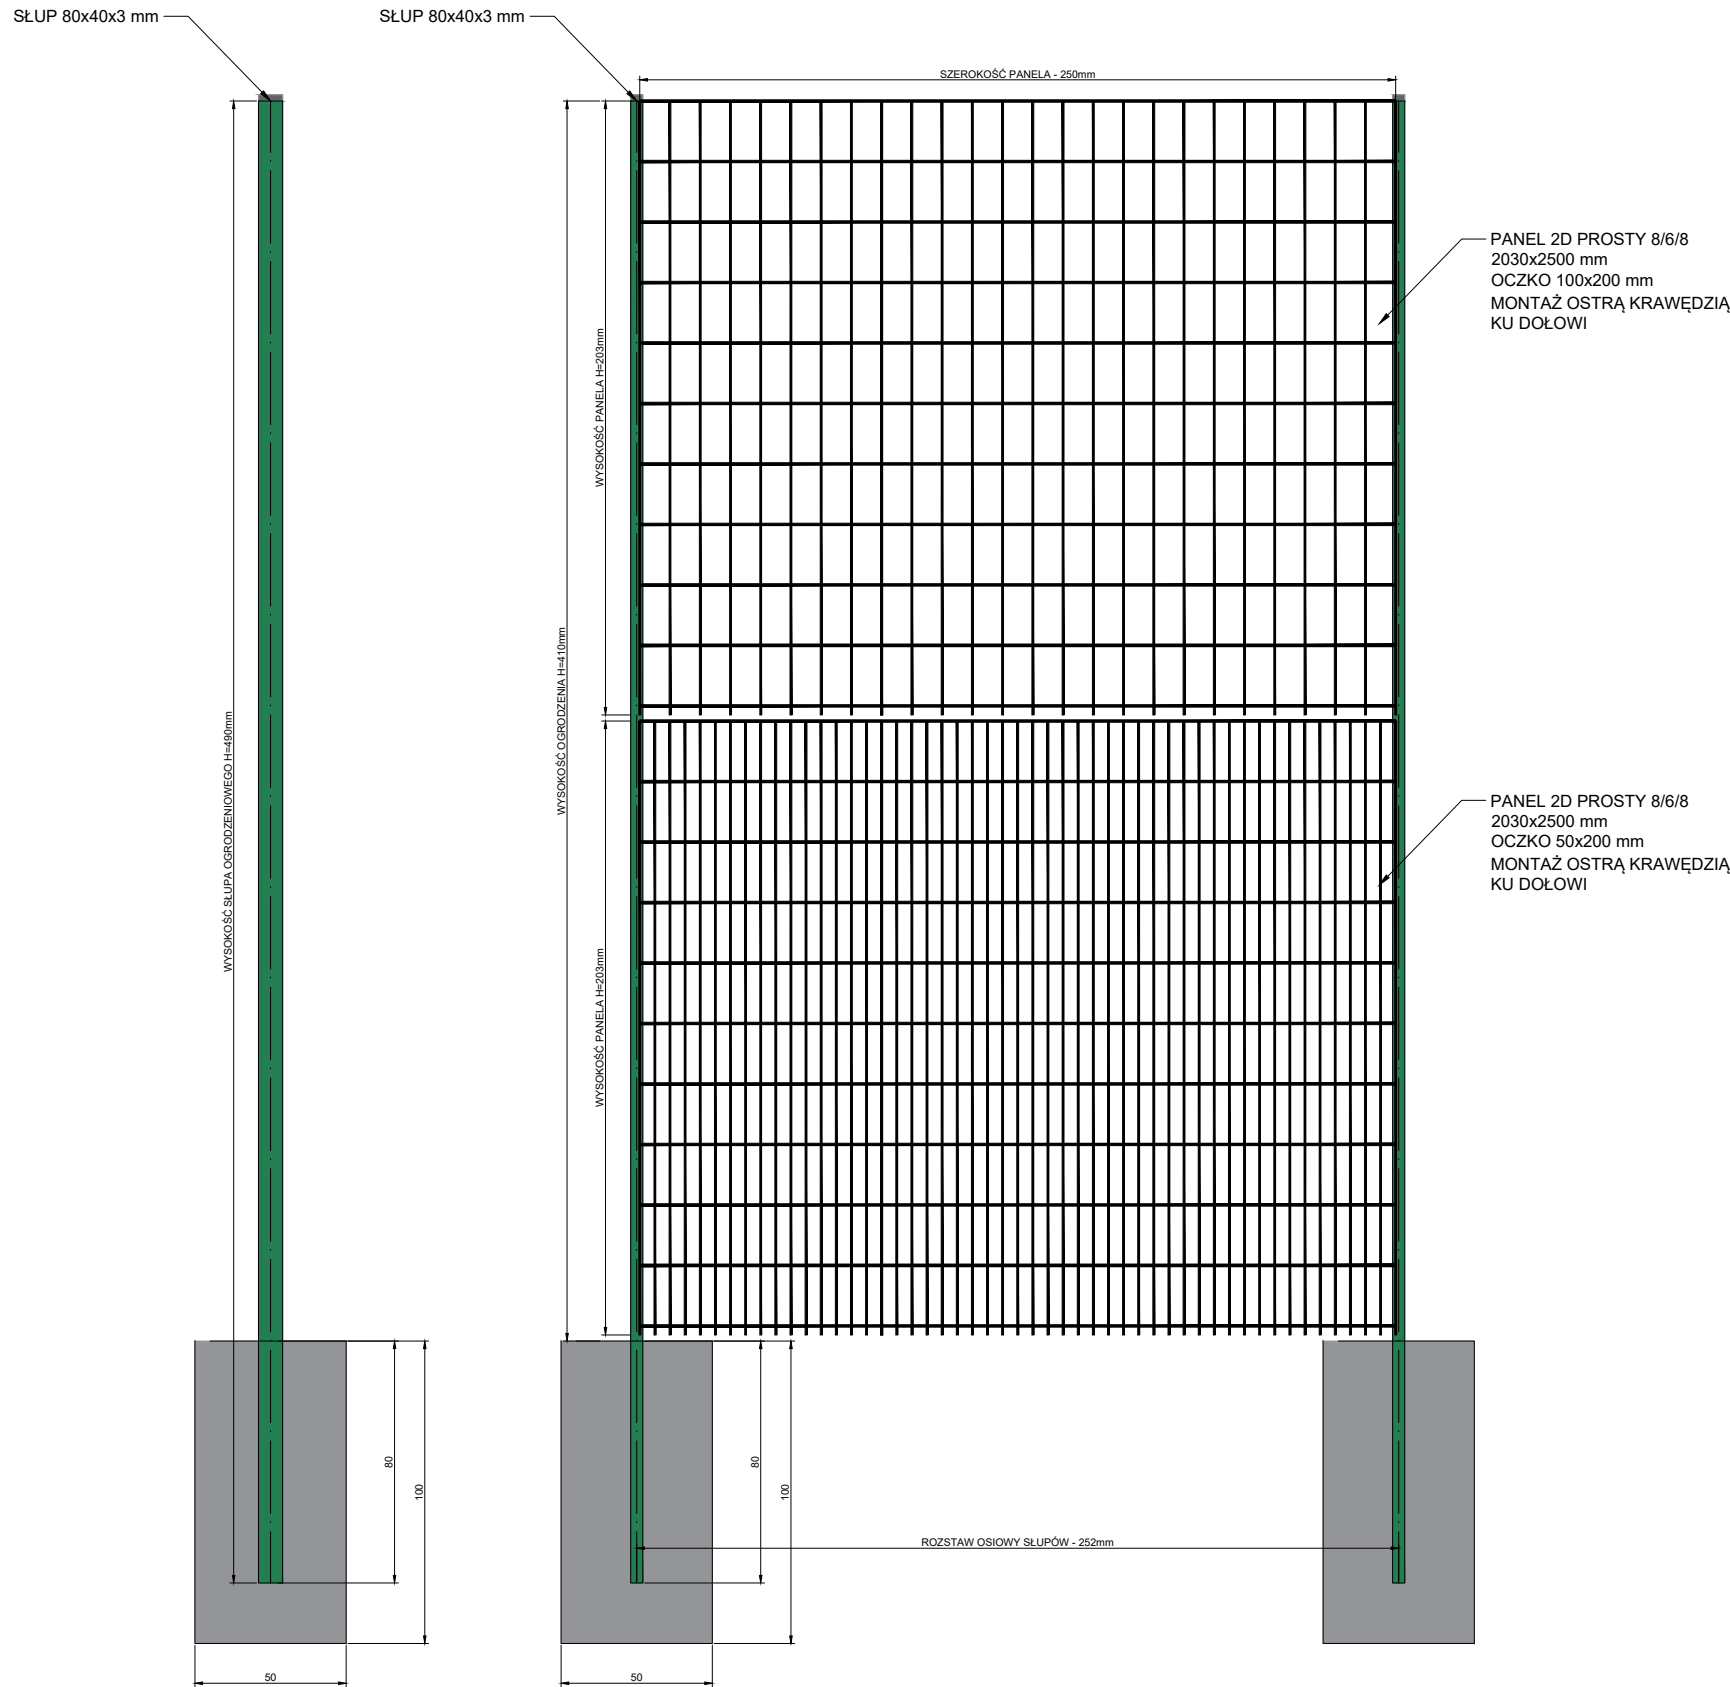 SŁUP 80x40x3 mm
SŁUP 80x40x3 mm
SZEROKOŚĆ PANELA - 250mm
PANEL 2D PROSTY 8/6/8
2030x2500 mm
OCZKO 100x200 mm
MONTAŻ OSTRĄ KRAWĘDZIĄ
KU DOŁOWI
WYSOKOŚĆ PANELA H=203mm
WYSOKOŚĆ OGRODZENIA H=410mm
WYSOKOŚĆ SŁUPA OGRODZENIOWEGO H=490mm
PANEL 2D PROSTY 8/6/8
2030x2500 mm
OCZKO 50x200 mm
MONTAŻ OSTRĄ KRAWĘDZIĄ
KU DOŁOWI
WYSOKOŚĆ PANELA H=203mm
80
100
80
100
ROZSTAW OSIOWY SŁUPÓW - 252mm
50
50